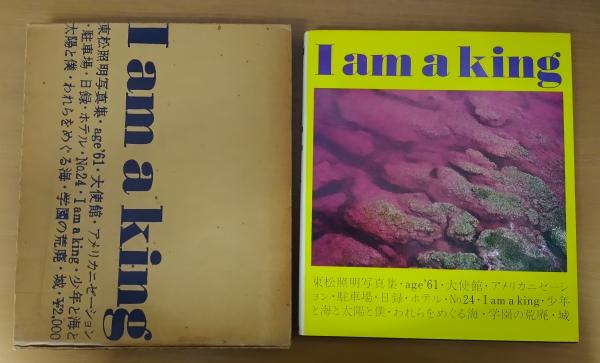 I am a king
東松照明写真集・age'61・大使館・アメリカニゼーション
・駐車場・日録・ホテル・No.24・I am a king・少年と海と
太陽と僕・われらをめぐる海・学園の荒廃・城・¥2,000
I am a king
東松照明写真集・age'61・大使館・アメリカニゼーシ
ョン・駐車場・日録・ホテル・No.24・I am a king・少年
と海と太陽と僕・われらをめぐる海・学園の荒廃・城